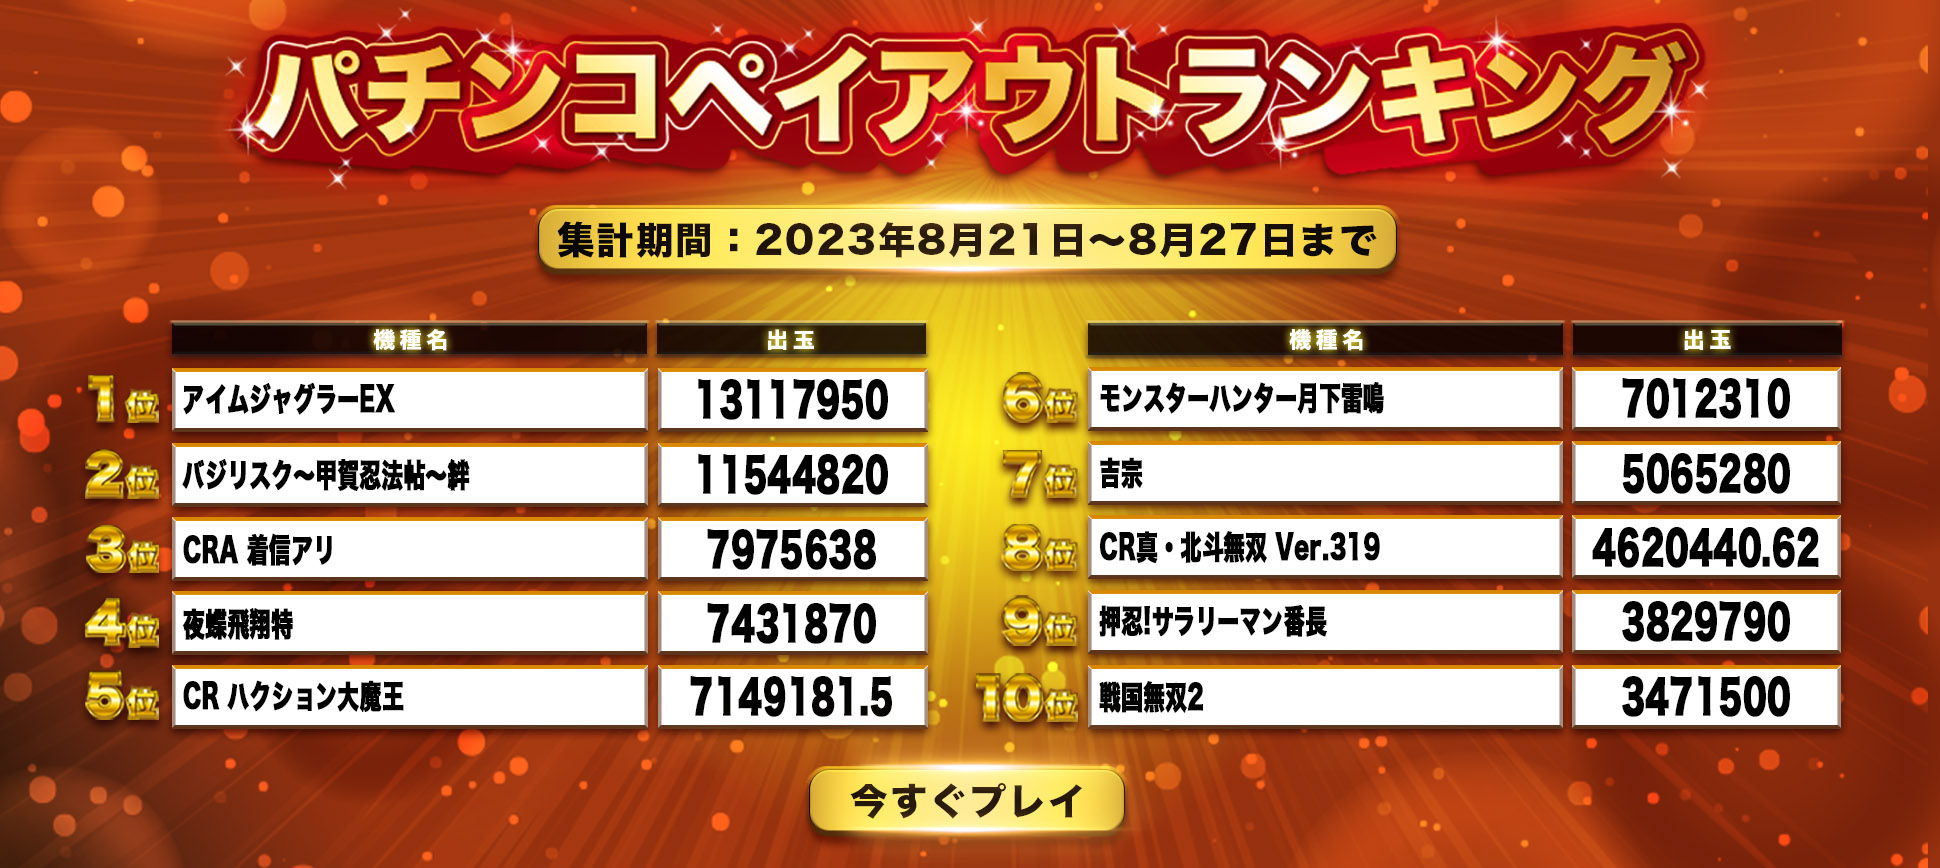 パチンコペイアウトランキング
集計期間：2023年8月21日～8月27日まで
機種名 出玉
1位 アイムジャグラーEX 13117950
2位 バジリスク～甲賀忍法帖～絆 11544820
3位 CRA 着信アリ 7975638
4位 夜蝶飛翔特 7431870
5位 CR ハクション大魔王 7149181.5
機種名 出玉
6位 モンスターハンター月下雷鳴 7012310
7位 吉宗 5065280
8位 CR真・北斗無双 Ver.319 4620440.62
9位 押忍!サラリーマン番長 3829790
10位 戦国無双2 3471500
今すぐプレイ